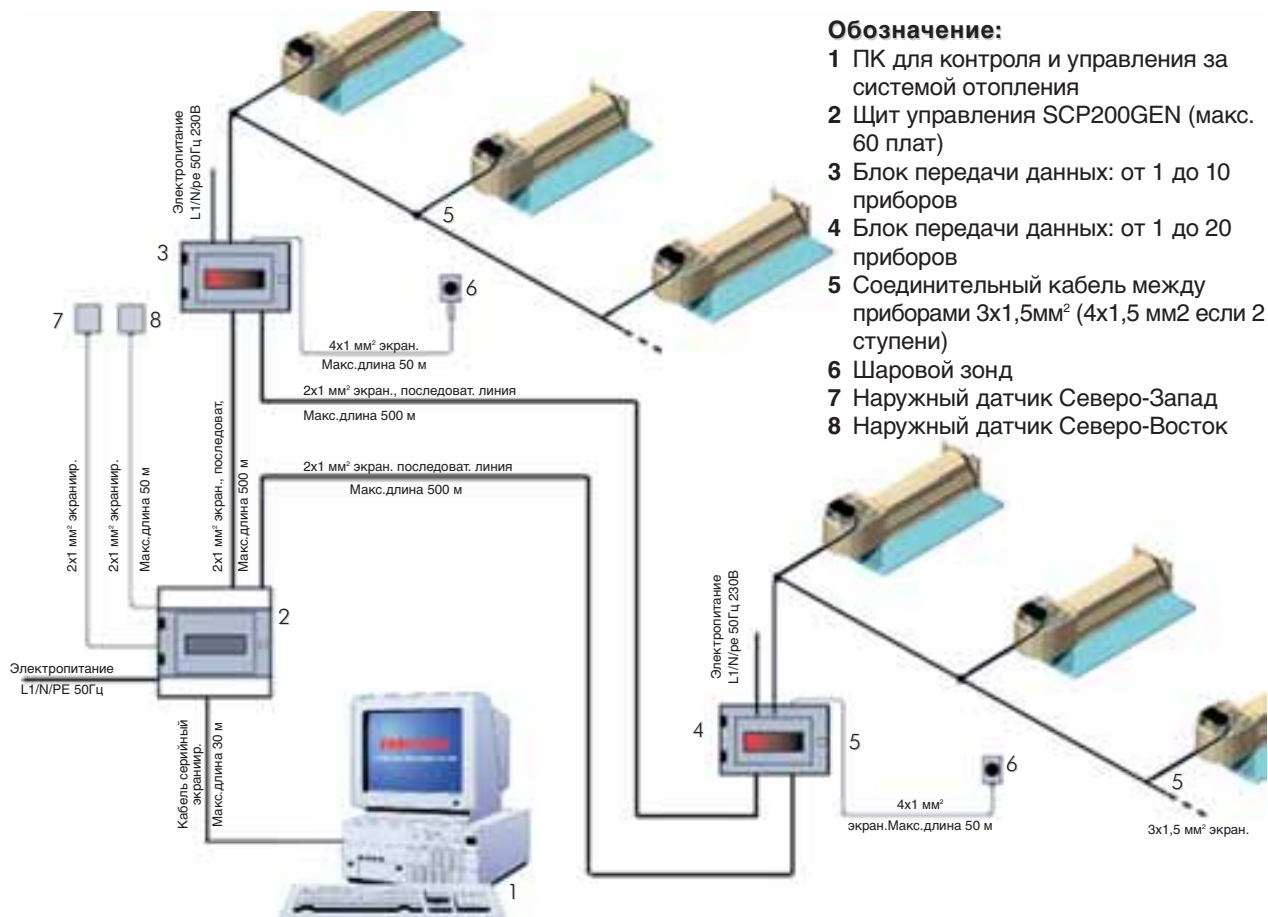 Обозначение:
1 ПК для контроля и управления за
системой отопления
2 Щит управления SCP200GEN (макс.
60 плат)
3 Блок передачи данных: от 1 до 10
приборов
4 Блок передачи данных: от 1 до 20
приборов
5 Соединительный кабель между
приборами 3x1,5мм² (4x1,5 мм2 если 2
ступени)
6 Шаровой зонд
7 Наружный датчик Северо-Запад
8 Наружный датчик Северо-Восток
Электропитание
L1/N/pe 50Гц 230В
5
3
6
7
8
4x1 мм² экран.
Макс.длина 50 м
2x1 мм² экран., последоват. линия
Макс.длина 500 м
2x1 мм² экран. последоват. линия
Макс.длина 500 м
2x1 мм² экраниир.
2x1 мм² экраниир.
Макс.длина 50 м
2x1 мм² экран., последоват,
Макс.длина 500 м
2
Электропитание
L1/N/PE 50Гц
Кабель серийный
экраниир.
Макс.длина 30 м
1
Электропитание
L1/N/pe 50Гц 230В
4
5
6
4x1 мм²
экран.Макс.длина 50 м
5
3x1,5 мм² экран.